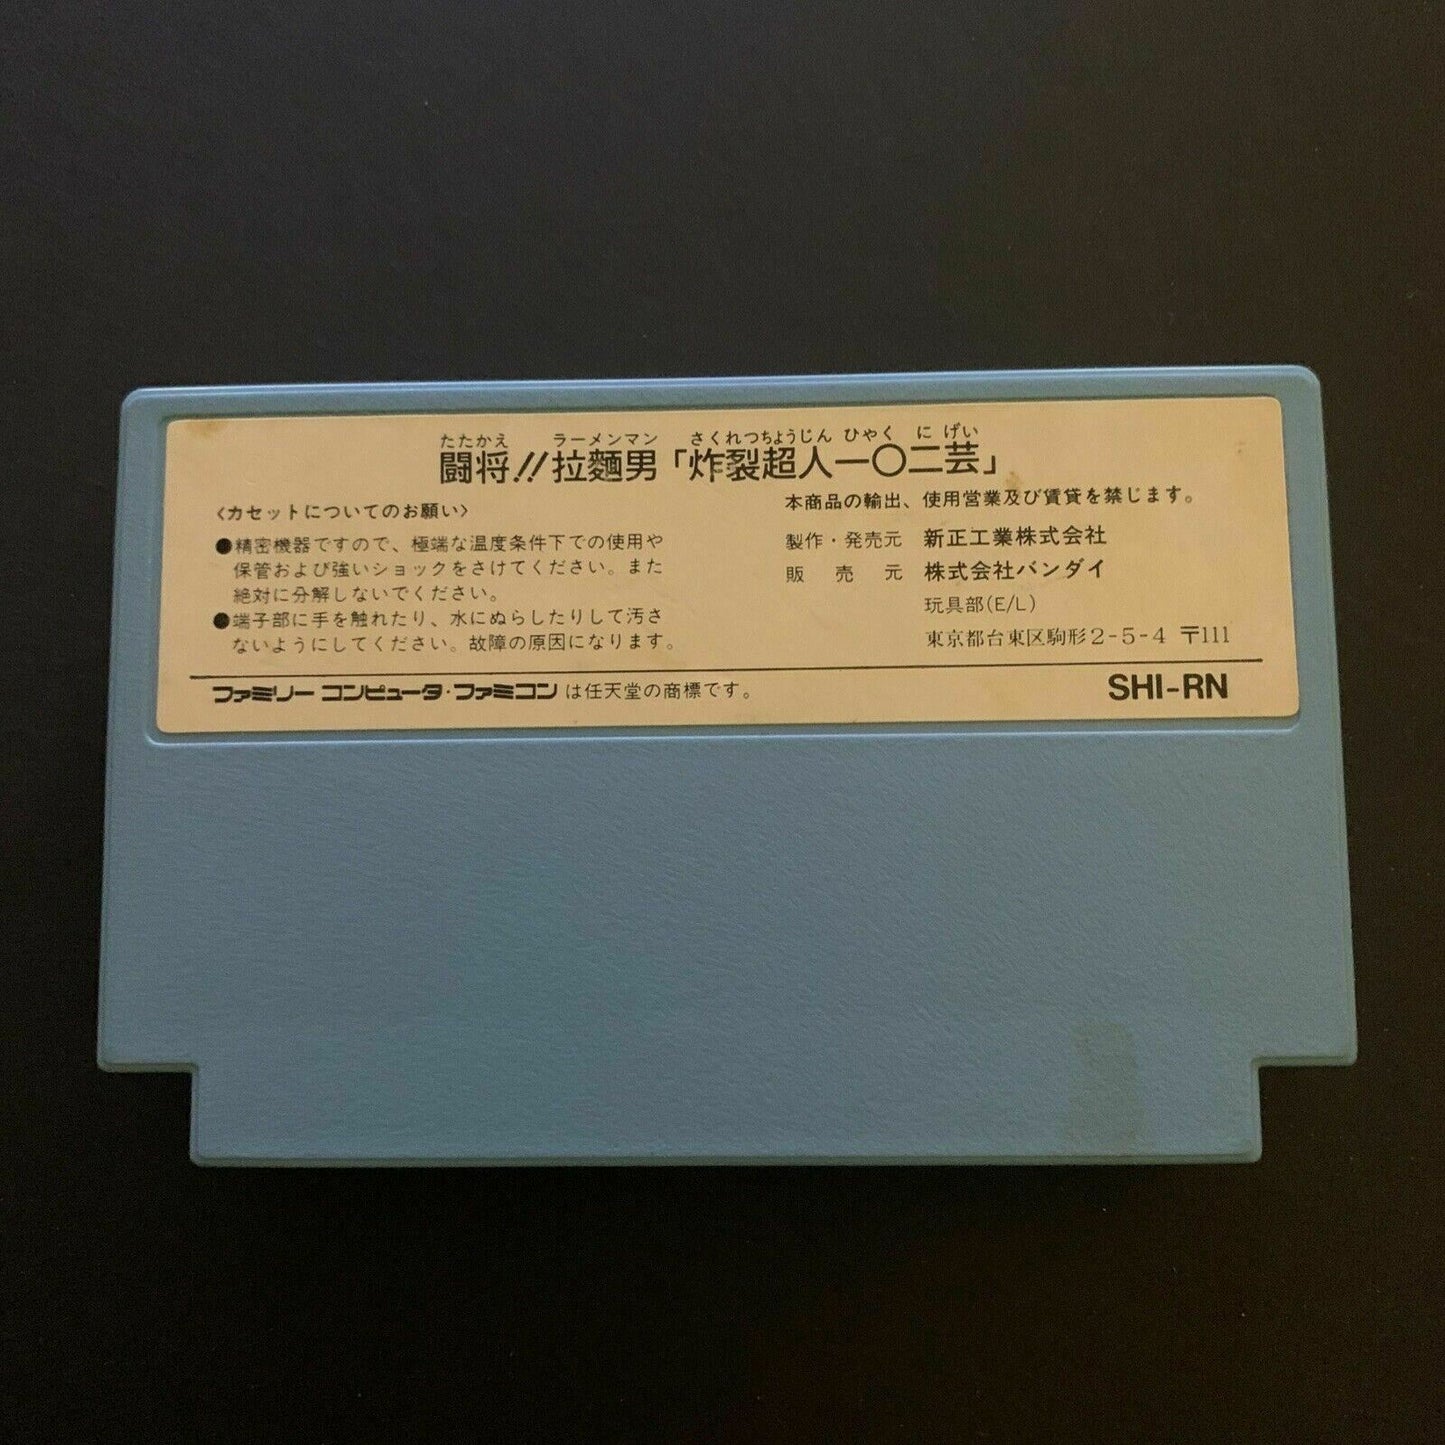 たたかえ ラーメンマン さくれつちょうじん ひゃく に げい
闘将!!拉麵男「炸裂超人一〇二芸」
〈カセットについてのお願い〉
●精密機器ですので、極端な温度条件下での使用や
保管および強いショックをさけてください。また
絶対に分解しないでください。
●端子部に手を触れたり、水にぬらしたりして汚さ
ないようにしてください。故障の原因になります。
本商品の輸出、使用営業及び賃貸を禁じます。
製作・発売元 新正工業株式会社
販売元 株式会社バンダイ
玩具部(E/L)
東京都台東区駒形2-5-4 〒111
ファミリーコンピュータ・ファミコンは任天堂の商標です。
SHI-RN